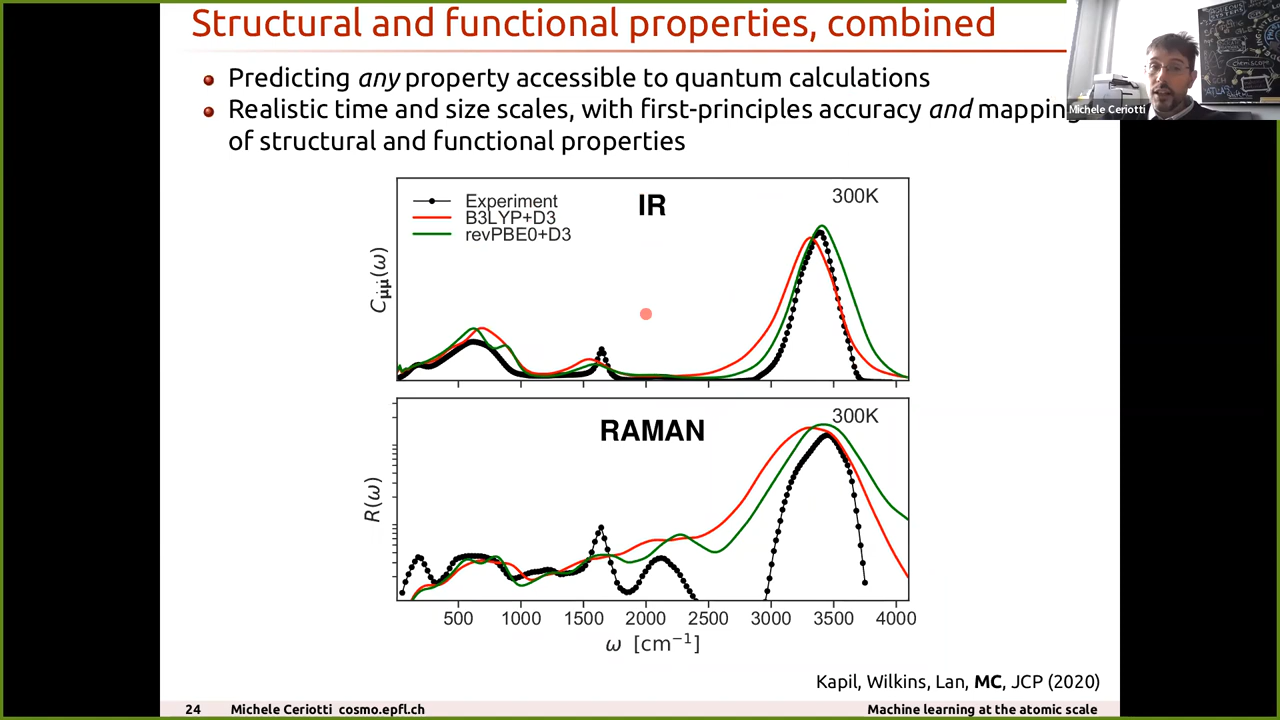 Structural and functional properties, combined
Predicting any property accessible to quantum calculations
Realistic time and size scales, with first-principles accuracy and mapping
of structural and functional properties
Michele Ceriotti
IR
300K
Experiment
B3LYP+D3
revPBE0+D3
C_μ̇μ̇(ω)
RAMAN
300K
R(ω)
500 1000 1500 2000 2500 3000 3500 4000
ω [cm⁻¹]
Kapil, Wilkins, Lan, MC, JCP (2020)
24 Michele Ceriotti cosmo.epfl.ch Machine learning at the atomic scale